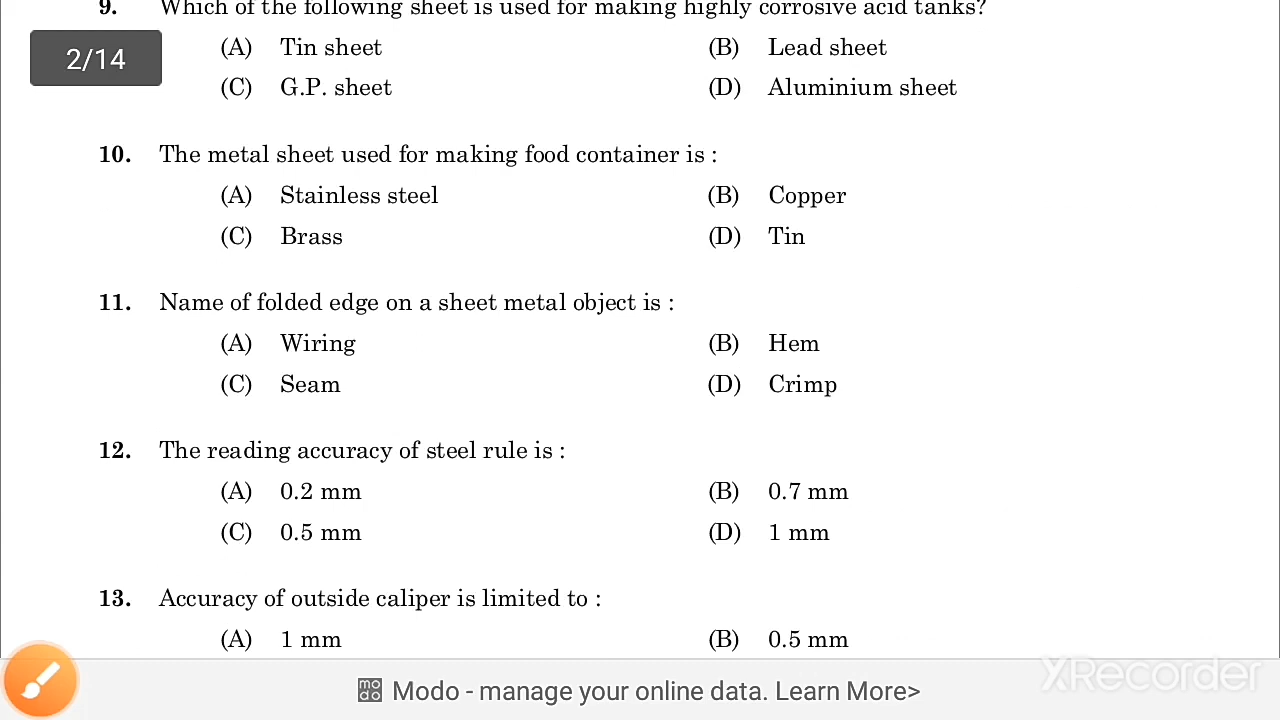 9. Which of the following sheet is used for making highly corrosive acid tanks?
2/14
(A) Tin sheet (B) Lead sheet
(C) G.P. sheet (D) Aluminium sheet
10. The metal sheet used for making food container is :
(A) Stainless steel (B) Copper
(C) Brass (D) Tin
11. Name of folded edge on a sheet metal object is :
(A) Wiring (B) Hem
(C) Seam (D) Crimp
12. The reading accuracy of steel rule is :
(A) 0.2 mm (B) 0.7 mm
(C) 0.5 mm (D) 1 mm
13. Accuracy of outside caliper is limited to :
(A) 1 mm (B) 0.5 mm
mo do Modo - manage your online data. Learn More>
XRecorder